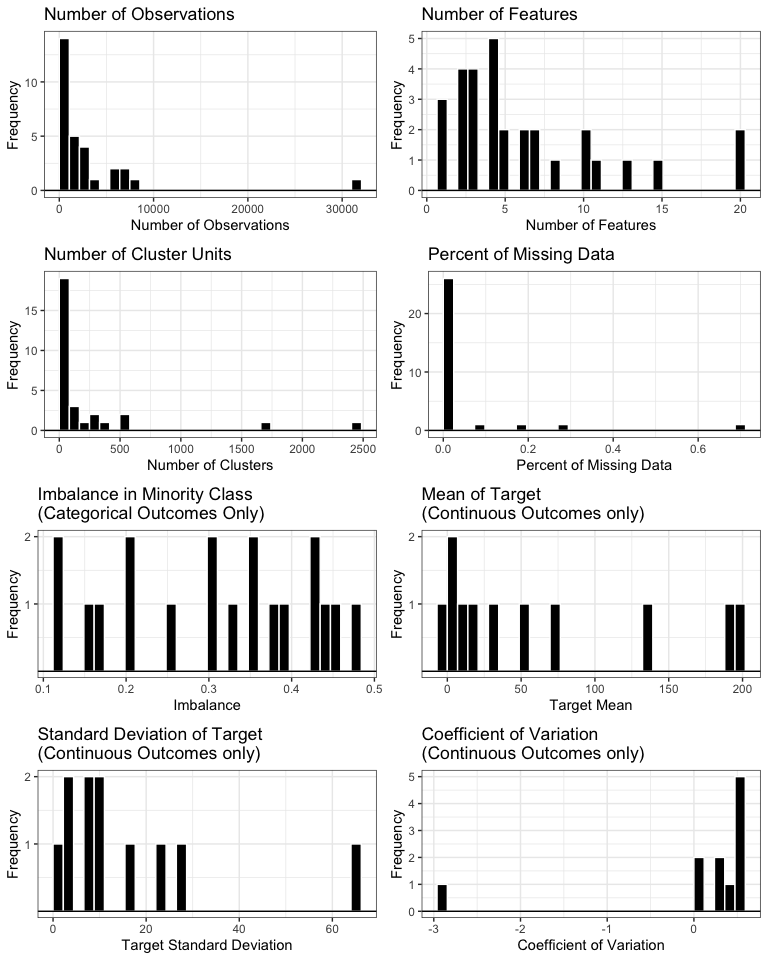 Number of Observations
Frequency
10
5
0
0
10000
20000
30000
Number of Observations
Number of Features
Frequency
5
4
3
2
1
0
0
5
10
15
20
Number of Features
Number of Cluster Units
Frequency
15
10
5
0
0
500
1000
1500
2000
2500
Number of Clusters
Percent of Missing Data
Frequency
20
10
0
0.0
0.2
0.4
0.6
Percent of Missing Data
Imbalance in Minority Class
(Categorical Outcomes Only)
Frequency
2
1
0.1
0.2
0.3
0.4
0.5
Imbalance
Mean of Target
(Continuous Outcomes only)
Frequency
2
1
0
50
100
150
200
Target Mean
Standard Deviation of Target
(Continuous Outcomes only)
Frequency
2
1
0
20
40
60
Target Standard Deviation
Coefficient of Variation
(Continuous Outcomes only)
Frequency
5
4
3
2
1
0
-3
-2
-1
0
Coefficient of Variation